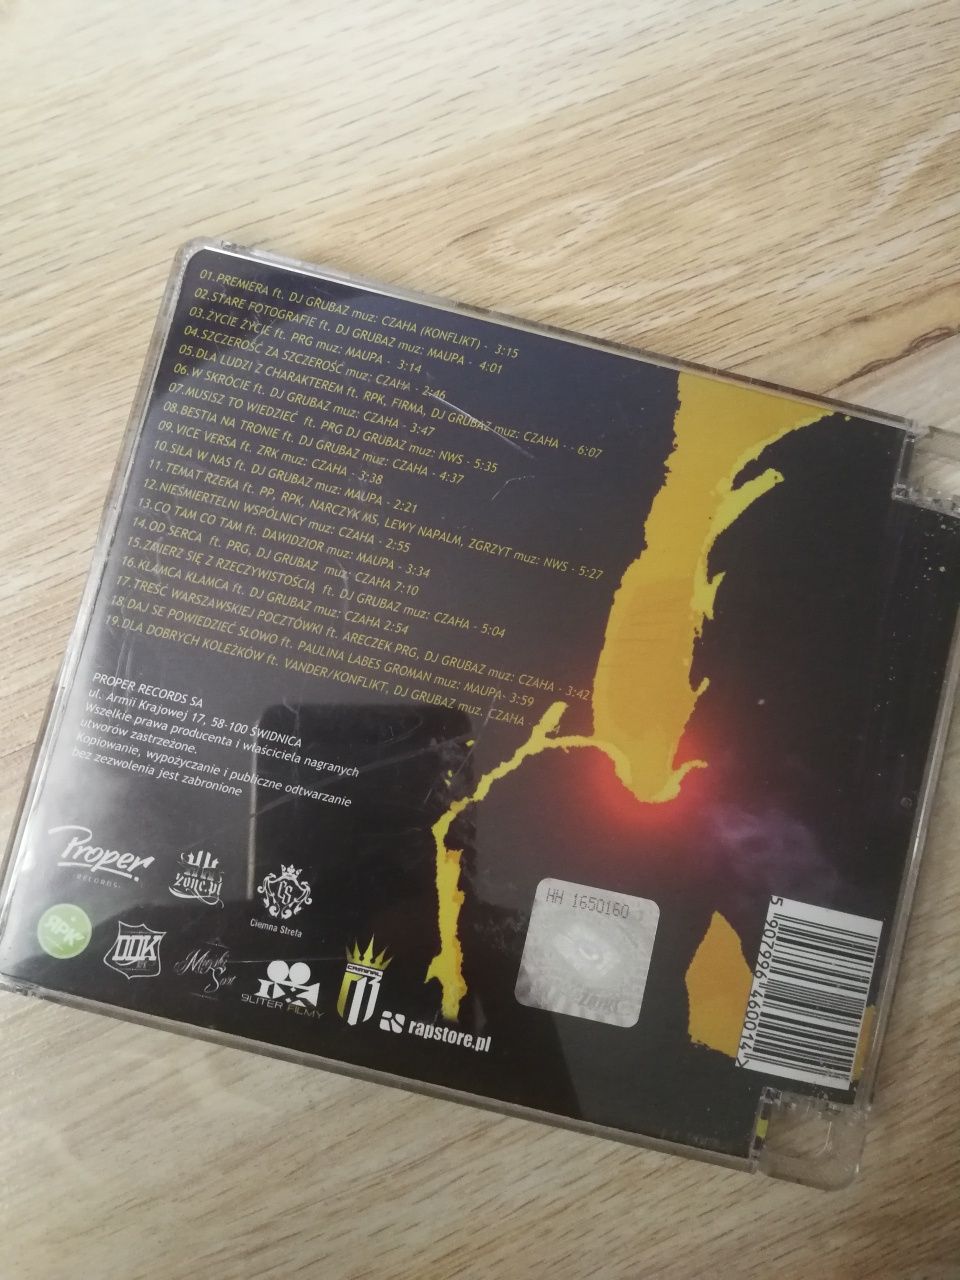 01.PREMIERA ft. DJ GRUBAZ muz: CZAHA (KONFLIKT) - 3:15
02.STARE FOTOGRAFIE ft. DJ GRUBAZ muz: MAUPA - 4:01
03.ŻYCIE ŻYCIE ft. PRG muz: MAUPA - 3:14
04.SZCZEROŚĆ ZA SZCZEROŚĆ muz: CZAHA - 2:46
05.DLA LUDZI Z CHARAKTEREM ft. RPK, FIRMA, DJ GRUBAZ muz: CZAHA - - 6:07
06.W SKRÓCIE ft. DJ GRUBAZ muz: CZAHA - 3:47
07.MUSISZ TO WIEDZIEĆ ft. PRG DJ GRUBAZ muz: NWS - 5:35
08.BESTIA NA TRONIE ft. DJ GRUBAZ muz: CZAHA - 4:37
09.VICE VERSA ft. ZRK muz: CZAHA - 3:38
10.SIŁA W NAS ft. DJ GRUBAZ muz: MAUPA - 2:21
11.TEMAT RZEKA ft. PP, RPK, NARCZYK MS, LEWY NAPALM, ZGRZYT muz: NWS - 5:27
12.NIEŚMIERTELNI WSPÓLNICY muz: CZAHA - 2:55
13.CO TAM CO TAM ft. DAWIDZIOR muz: MAUPA - 3:34
14.OD SERCA ft. PRG, DJ GRUBAZ muz: CZAHA 7:10
15.ZMIERZ SIĘ Z RZECZYWISTOŚCIĄ ft. DJ GRUBAZ muz: CZAHA - 5:04
16.KŁAMCA KŁAMCA ft. DJ GRUBAZ muz: CZAHA 2:54
17.TREŚĆ WARSZAWSKIEJ POCZTÓWKI ft. ARECZEK PRG, DJ GRUBAZ muz: CZAHA - 3:42
18.DAJ SE POWIEDZIEĆ SŁOWO ft. PAULINA LABES GROMAN muz: MAUPA- 3:59
19.DLA DOBRYCH KOLEŻKÓW ft. VANDER/KONFLIKT, DJ GRUBAZ muz. CZAHA -
PROPER RECORDS SA
ul. Armii Krajowej 17, 58-100 ŚWIDNICA
Wszelkie prawa producenta i właściciela nagranych
utworów zastrzeżone.
Kopiowanie, wypożyczanie i publiczne odtwarzanie
bez zezwolenia jest zabronione
Proper
RECORDS
zone.pl
CS
Ciemna Strefa
RPK
DDK
9LITER FILMY
CRIMINAL
13
rapstore.pl
HH 1650160
ZAiKS
5 907996 460014 >